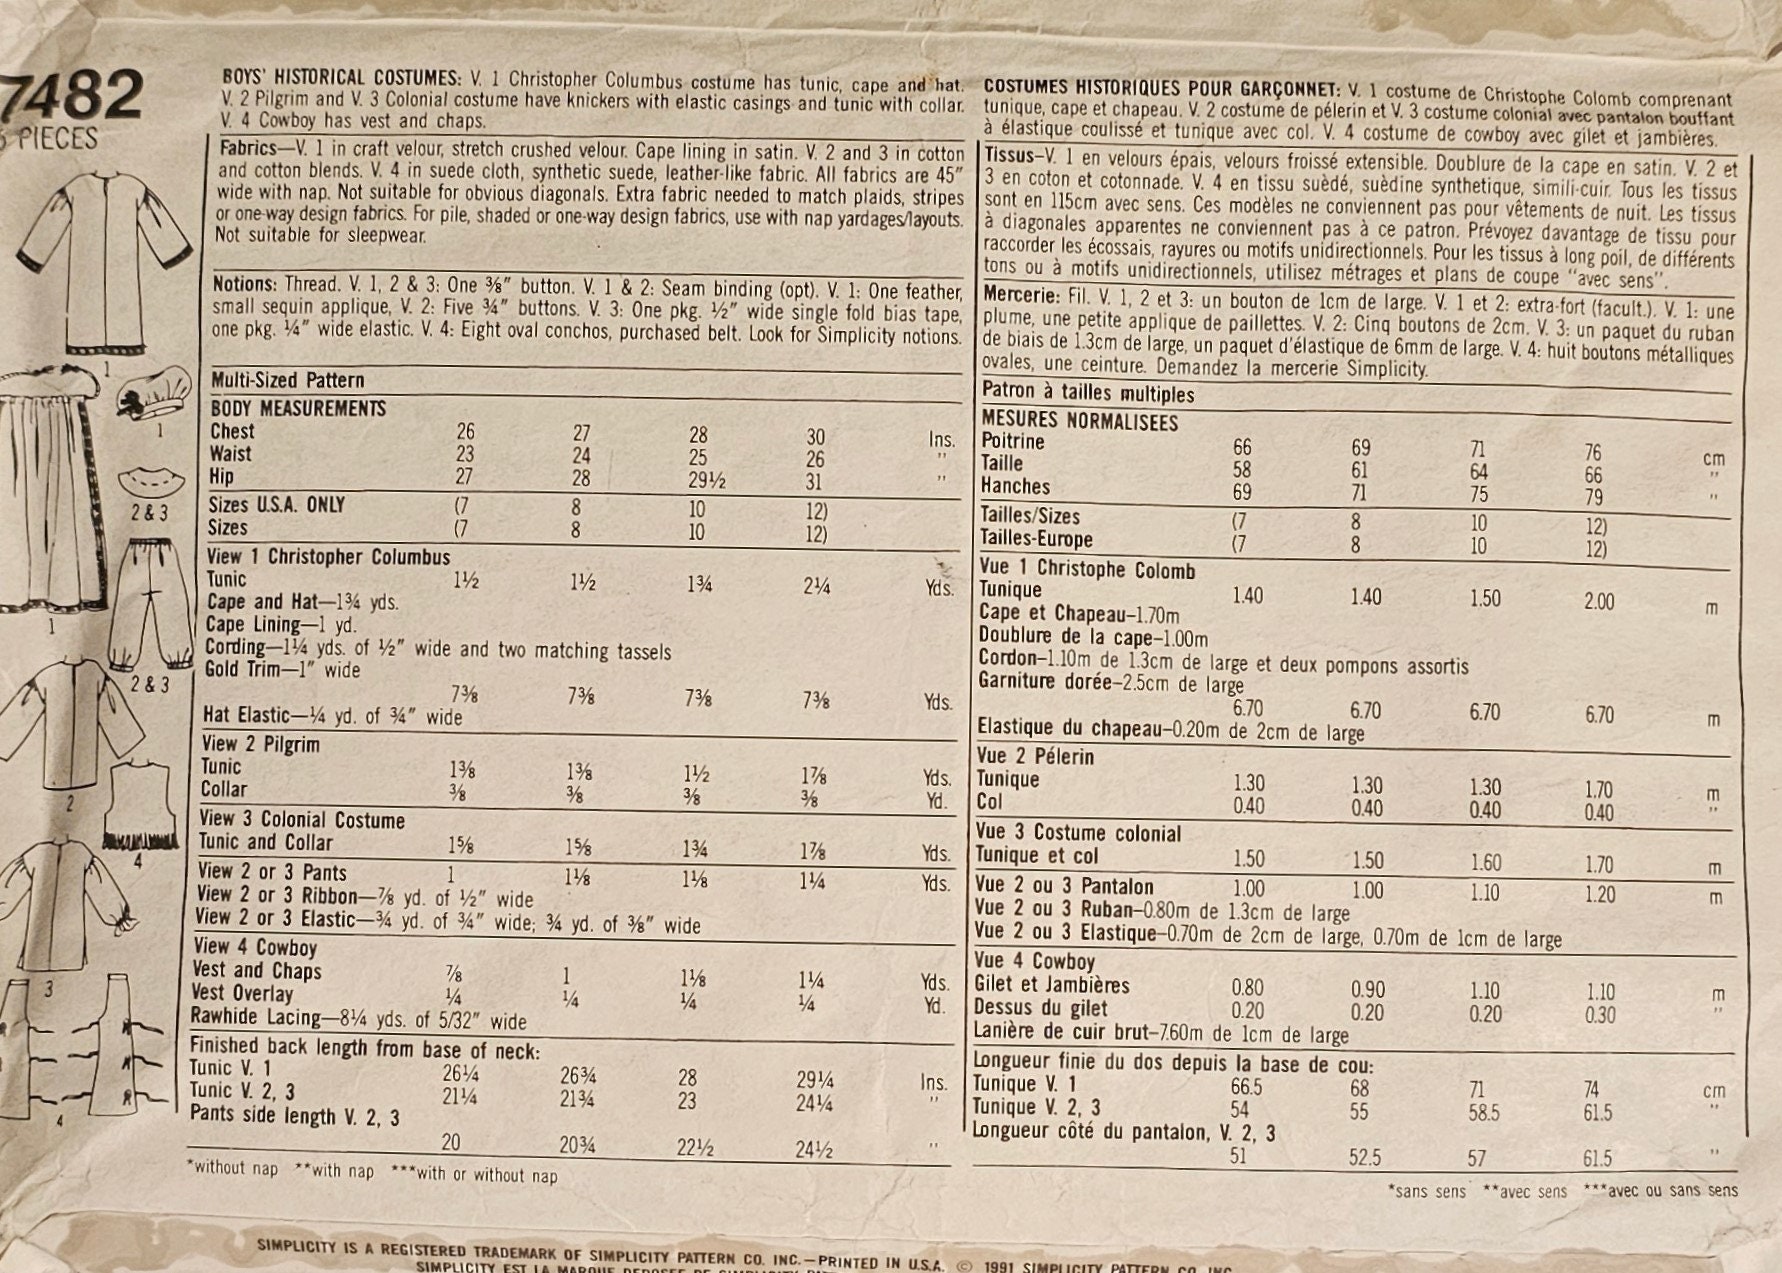 7482
PIECES
BOYS' HISTORICAL COSTUMES: V. 1 Christopher Columbus costume has tunic, cape and hat.
V. 2 Pilgrim and V. 3 Colonial costume have knickers with elastic casings and tunic with collar.
V. 4 Cowboy has vest and chaps.
Fabrics—V. 1 in craft velour, stretch crushed velour. Cape lining in satin. V. 2 and 3 in cotton
and cotton blends. V. 4 in suede cloth, synthetic suede, leather-like fabric. All fabrics are 45”
wide with nap. Not suitable for obvious diagonals. Extra fabric needed to match plaids, stripes
or one-way design fabrics. For pile, shaded or one-way design fabrics, use with nap yardages/layouts.
Not suitable for sleepwear.
Notions: Thread. V. 1, 2 & 3: One ⅜” button. V. 1 & 2: Seam binding (opt). V. 1: One feather,
small sequin applique, V. 2: Five ¾” buttons. V. 3: One pkg. ½” wide single fold bias tape,
one pkg. ¼” wide elastic. V. 4: Eight oval conchos, purchased belt. Look for Simplicity notions.
Multi-Sized Pattern
BODY MEASUREMENTS
Chest 26 27 28 30 Ins.
Waist 23 24 25 26 ”
Hip 27 28 29½ 31 ”
Sizes U.S.A. ONLY (7 8 10 12)
Sizes (7 8 10 12)
View 1 Christopher Columbus
Tunic 1½ 1½ 1¾ 2¼ Yds.
Cape and Hat—1¾ yds.
Cape Lining—1 yd.
Cording—1¼ yds. of ½” wide and two matching tassels
Gold Trim—1” wide
7⅜ 7⅜ 7⅜ 7⅜ Yds.
Hat Elastic—¼ yd. of ¾” wide
View 2 Pilgrim
Tunic 1⅜ 1⅜ 1½ 1⅞ Yds.
Collar ⅜ ⅜ ⅜ ⅜ Yd.
View 3 Colonial Costume
Tunic and Collar 1⅝ 1⅝ 1¾ 1⅞ Yds.
View 2 or 3 Pants 1 1⅛ 1⅛ 1¼ Yds.
View 2 or 3 Ribbon—⅞ yd. of ½” wide
View 2 or 3 Elastic—¾ yd. of ¾” wide; ¾ yd. of ⅜” wide
View 4 Cowboy
Vest and Chaps ⅞ 1 1⅛ 1¼ Yds.
Vest Overlay ¼ ¼ ¼ ¼ Yd.
Rawhide Lacing—8¼ yds. of 5/32” wide
Finished back length from base of neck:
Tunic V. 1 26¼ 26¾ 28 29¼ Ins.
Tunic V. 2, 3 21¼ 21¾ 23 24¼ ”
Pants side length V. 2, 3
20 20¾ 22½ 24½ ”
*without nap **with nap ***with or without nap
COSTUMES HISTORIQUES POUR GARÇONNET: V. 1 costume de Christophe Colomb comprenant
tunique, cape et chapeau. V. 2 costume de pélerin et V. 3 costume colonial avec pantalon bouffant
à élastique coulissé et tunique avec col. V. 4 costume de cowboy avec gilet et jambières.
Tissus–V. 1 en velours épais, velours froissé extensible. Doublure de la cape en satin. V. 2 et
3 en coton et cotonnade. V. 4 en tissu suèdé, suèdine synthetique, simili-cuir. Tous les tissus
sont en 115cm avec sens. Ces modèles ne conviennent pas pour vêtements de nuit. Les tissus
à diagonales apparentes ne conviennent pas à ce patron. Prévoyez davantage de tissu pour
raccorder les écossais, rayures ou motifs unidirectionnels. Pour les tissus à long poil, de différents
tons ou à motifs unidirectionnels, utilisez métrages et plans de coupe “avec sens”.
Mercerie: Fil. V. 1, 2 et 3: un bouton de 1cm de large. V. 1 et 2: extra-fort (facult.). V. 1: une
plume, une petite applique de paillettes. V. 2: Cinq boutons de 2cm. V. 3: un paquet du ruban
de biais de 1.3cm de large, un paquet d'élastique de 6mm de large. V. 4: huit boutons métalliques
ovales, une ceinture. Demandez la mercerie Simplicity.
Patron à tailles multiples
MESURES NORMALISEES
Poitrine 66 69 71 76 cm
Taille 58 61 64 66 ”
Hanches 69 71 75 79 ”
Tailles/Sizes (7 8 10 12)
Tailles-Europe (7 8 10 12)
Vue 1 Christophe Colomb
Tunique 1.40 1.40 1.50 2.00 m
Cape et Chapeau–1.70m
Doublure de la cape–1.00m
Cordon–1.10m de 1.3cm de large et deux pompons assortis
Garniture dorée–2.5cm de large
6.70 6.70 6.70 6.70 m
Elastique du chapeau–0.20m de 2cm de large
Vue 2 Pélerin
Tunique 1.30 1.30 1.30 1.70 m
Col 0.40 0.40 0.40 0.40 ”
Vue 3 Costume colonial
Tunique et col 1.50 1.50 1.60 1.70 m
Vue 2 ou 3 Pantalon 1.00 1.00 1.10 1.20 m
Vue 2 ou 3 Ruban–0.80m de 1.3cm de large
Vue 2 ou 3 Elastique–0.70m de 2cm de large, 0.70m de 1cm de large
Vue 4 Cowboy
Gilet et Jambières 0.80 0.90 1.10 1.10 m
Dessus du gilet 0.20 0.20 0.20 0.30 ”
Lanière de cuir brut–7.60m de 1cm de large
Longueur finie du dos depuis la base de cou:
Tunique V. 1 66.5 68 71 74 cm
Tunique V. 2, 3 54 55 58.5 61.5 ”
Longueur côté du pantalon, V. 2, 3
51 52.5 57 61.5 ”
*sans sens **avec sens ***avec ou sans sens
1
1
2 & 3
1
2 & 3
2
4
3
4
SIMPLICITY IS A REGISTERED TRADEMARK OF SIMPLICITY PATTERN CO. INC.—PRINTED IN U.S.A. © 1991 SIMPLICITY PATTERN CO. INC.
SIMPLICITY EST LA MARQUE DEPOSEE DE